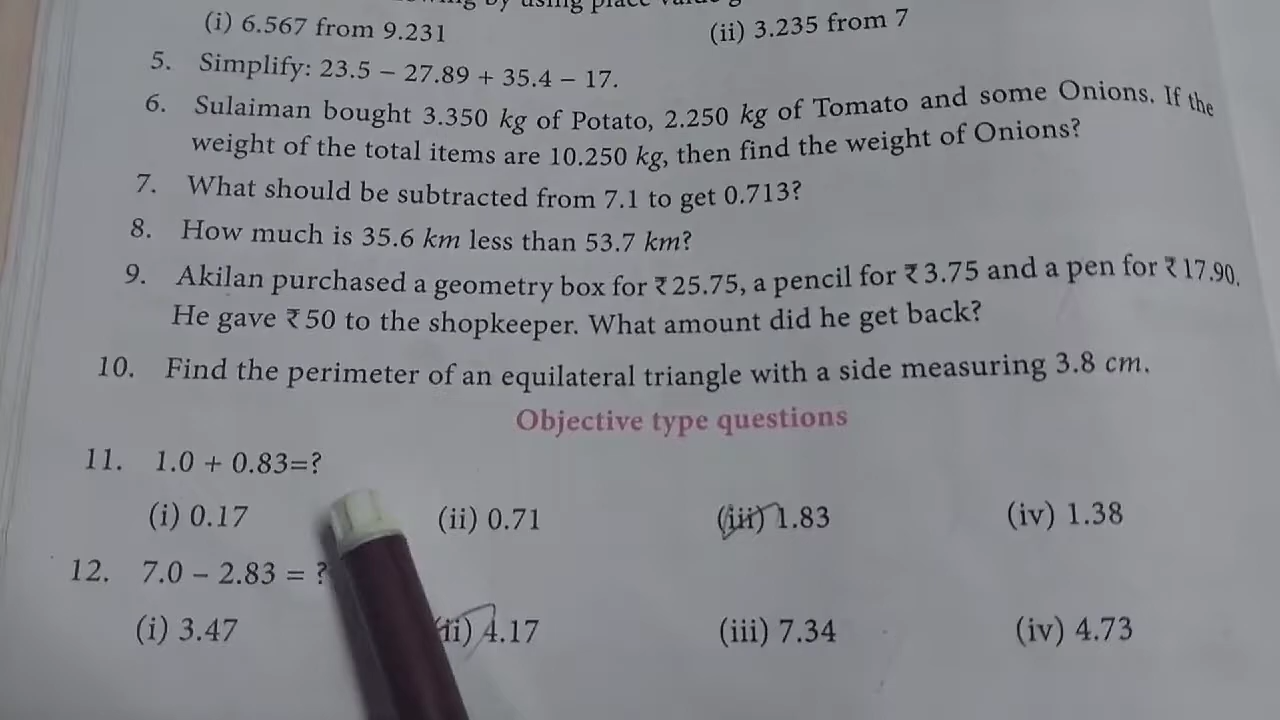 by using place value
(i) 6.567 from 9.231 (ii) 3.235 from 7
5. Simplify: 23.5 − 27.89 + 35.4 − 17.
6. Sulaiman bought 3.350 kg of Potato, 2.250 kg of Tomato and some Onions. If the
weight of the total items are 10.250 kg, then find the weight of Onions?
7. What should be subtracted from 7.1 to get 0.713?
8. How much is 35.6 km less than 53.7 km?
9. Akilan purchased a geometry box for ₹25.75, a pencil for ₹3.75 and a pen for ₹17.90.
He gave ₹50 to the shopkeeper. What amount did he get back?
10. Find the perimeter of an equilateral triangle with a side measuring 3.8 cm.
Objective type questions
11. 1.0 + 0.83=?
(i) 0.17 (ii) 0.71 (iii) 1.83 (iv) 1.38
12. 7.0 − 2.83 = ?
(i) 3.47 (ii) 4.17 (iii) 7.34 (iv) 4.73